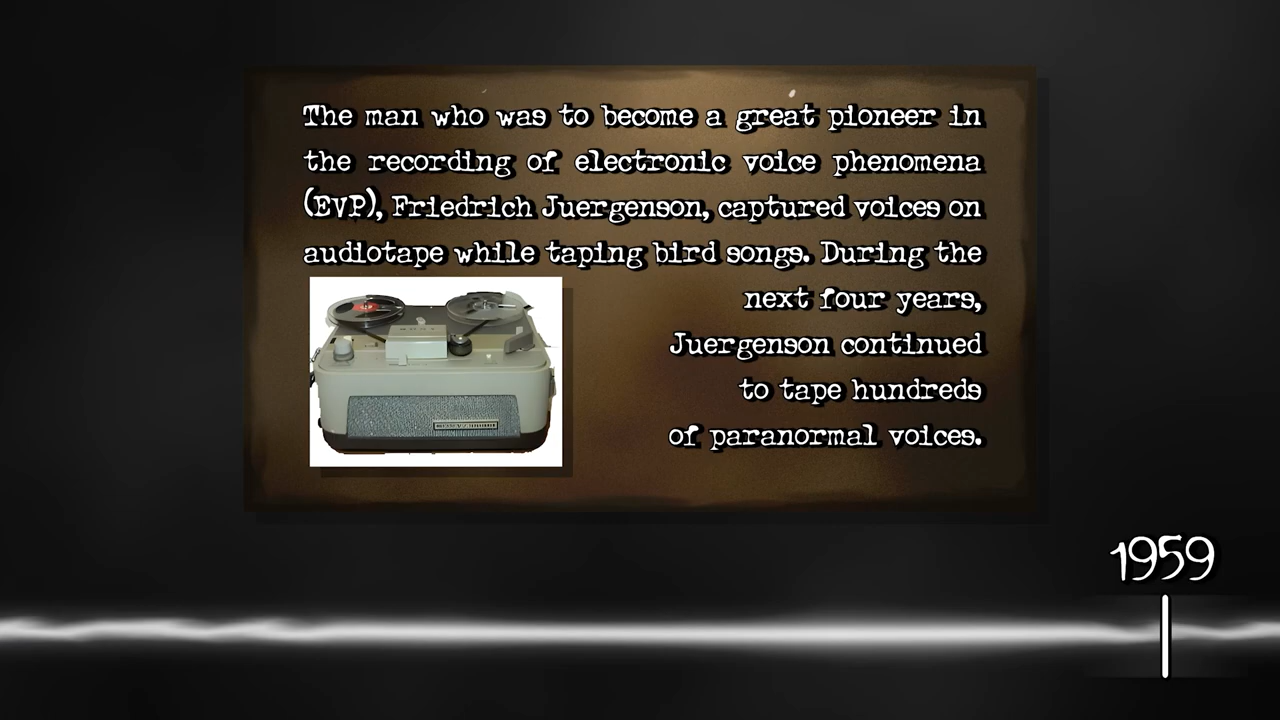 The man who was to become a great pioneer in
the recording of electronic voice phenomena
(EVP), Friedrich Juergenson, captured voices on
audiotape while taping bird songs. During the
next four years,
Juergenson continued
to tape hundreds
of paranormal voices.
1959